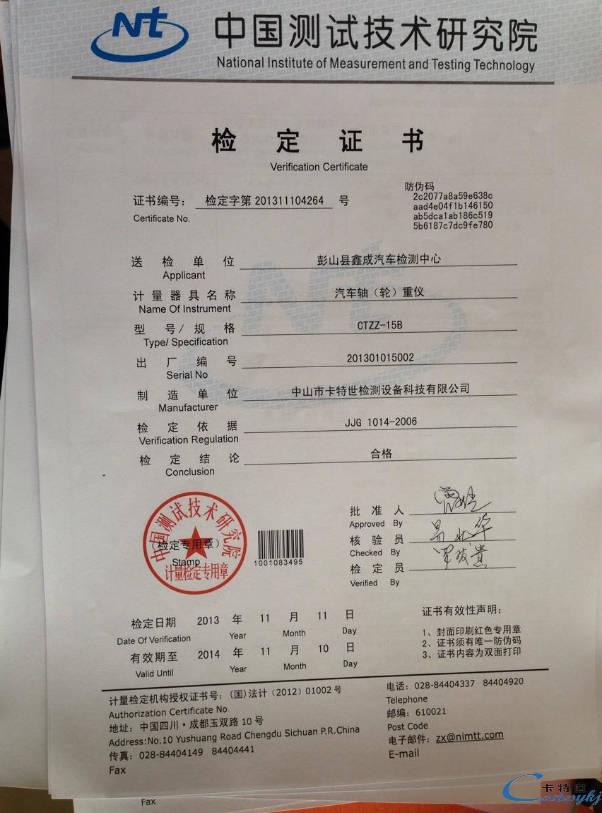 Nt 中国测试技术研究院
National Institute of Measurement and Testing Technology
检定证书
Verification Certificate
防伪码
2c2077a8a59e638c
aad4e04f1b146150
ab5dca1ab186c519
5b6187c7dc9fe780
证书编号: 检定字第 201311104264 号
Certificate No.
送检单位 彭山县鑫成汽车检测中心
Applicant
计量器具名称 汽车轴（轮）重仪
Name Of Instrument
型号/规格 CTZZ-15B
Type/ Specification
出厂编号 201301015002
Serial No
制造单位 中山市卡特世检测设备科技有限公司
Manufacturer
检定依据 JJG 1014-2006
Verification Regulation
检定结论 合格
Conclusion
中国测试技术研究院
(检定专用章)
Stamp
计量检定专用章
1001083495
批准人
Approved By
核验员
Checked By
检定员
Verified By
检定日期 2013 年 11 月 11 日
Date Of Verification Year Month Day
有效期至 2014 年 11 月 10 日
Valid Until Year Month Day
证书有效性声明:
1、封面印刷红色专用章
2、证书须有唯一防伪码
3、证书内容为双面打印
计量检定机构授权证书号: (国)法计（2012）01002号
Authorization Certificate No.
地址: 中国四川·成都玉双路10号
Address:No.10 Yushuang Road Chengdu Sichuan P.R.China
传真: 028-84404149 84404441
Fax
电话: 028-84404337 84404920
Telephone
邮编: 610021
Post Code
电子邮件: zx@nimtt.com
E-mail
Fax